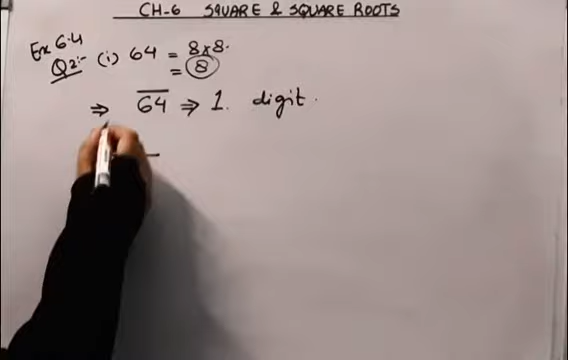 CH-6 SQUARE & SQUARE ROOTS
Ex 6.4
Q2:- (i) 64 = 8×8.
= 8
⇒ 64 ⇒ 1. digit.